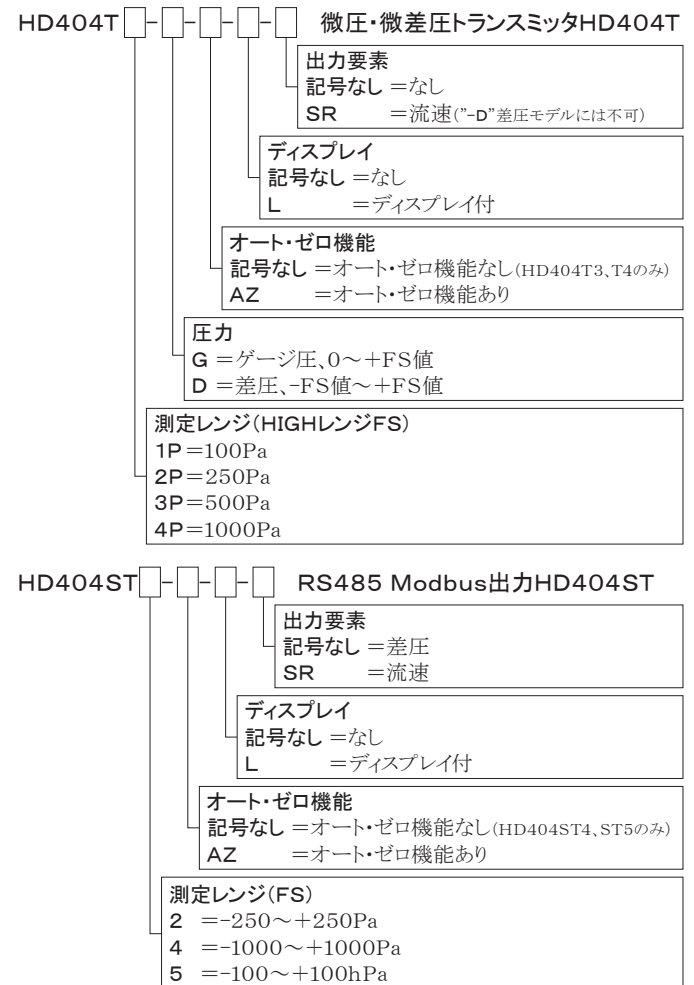 HD404T□-□-□-□-□ 微圧・微差圧トランスミッタHD404T
出力要素
記号なし＝なし
SR ＝流速("-D"差圧モデルには不可)
ディスプレイ
記号なし＝なし
L ＝ディスプレイ付
オート・ゼロ機能
記号なし＝オート・ゼロ機能なし(HD404T3、T4のみ)
AZ ＝オート・ゼロ機能あり
圧力
G ＝ゲージ圧、0～+FS値
D ＝差圧、-FS値～+FS値
測定レンジ(HIGHレンジFS)
1P＝100Pa
2P＝250Pa
3P＝500Pa
4P＝1000Pa
HD404ST□-□-□-□ RS485 Modbus出力HD404ST
出力要素
記号なし＝差圧
SR ＝流速
ディスプレイ
記号なし＝なし
L ＝ディスプレイ付
オート・ゼロ機能
記号なし＝オート・ゼロ機能なし(HD404ST4、ST5のみ)
AZ ＝オート・ゼロ機能あり
測定レンジ(FS)
2 ＝-250～+250Pa
4 ＝-1000～+1000Pa
5 ＝-100～+100hPa